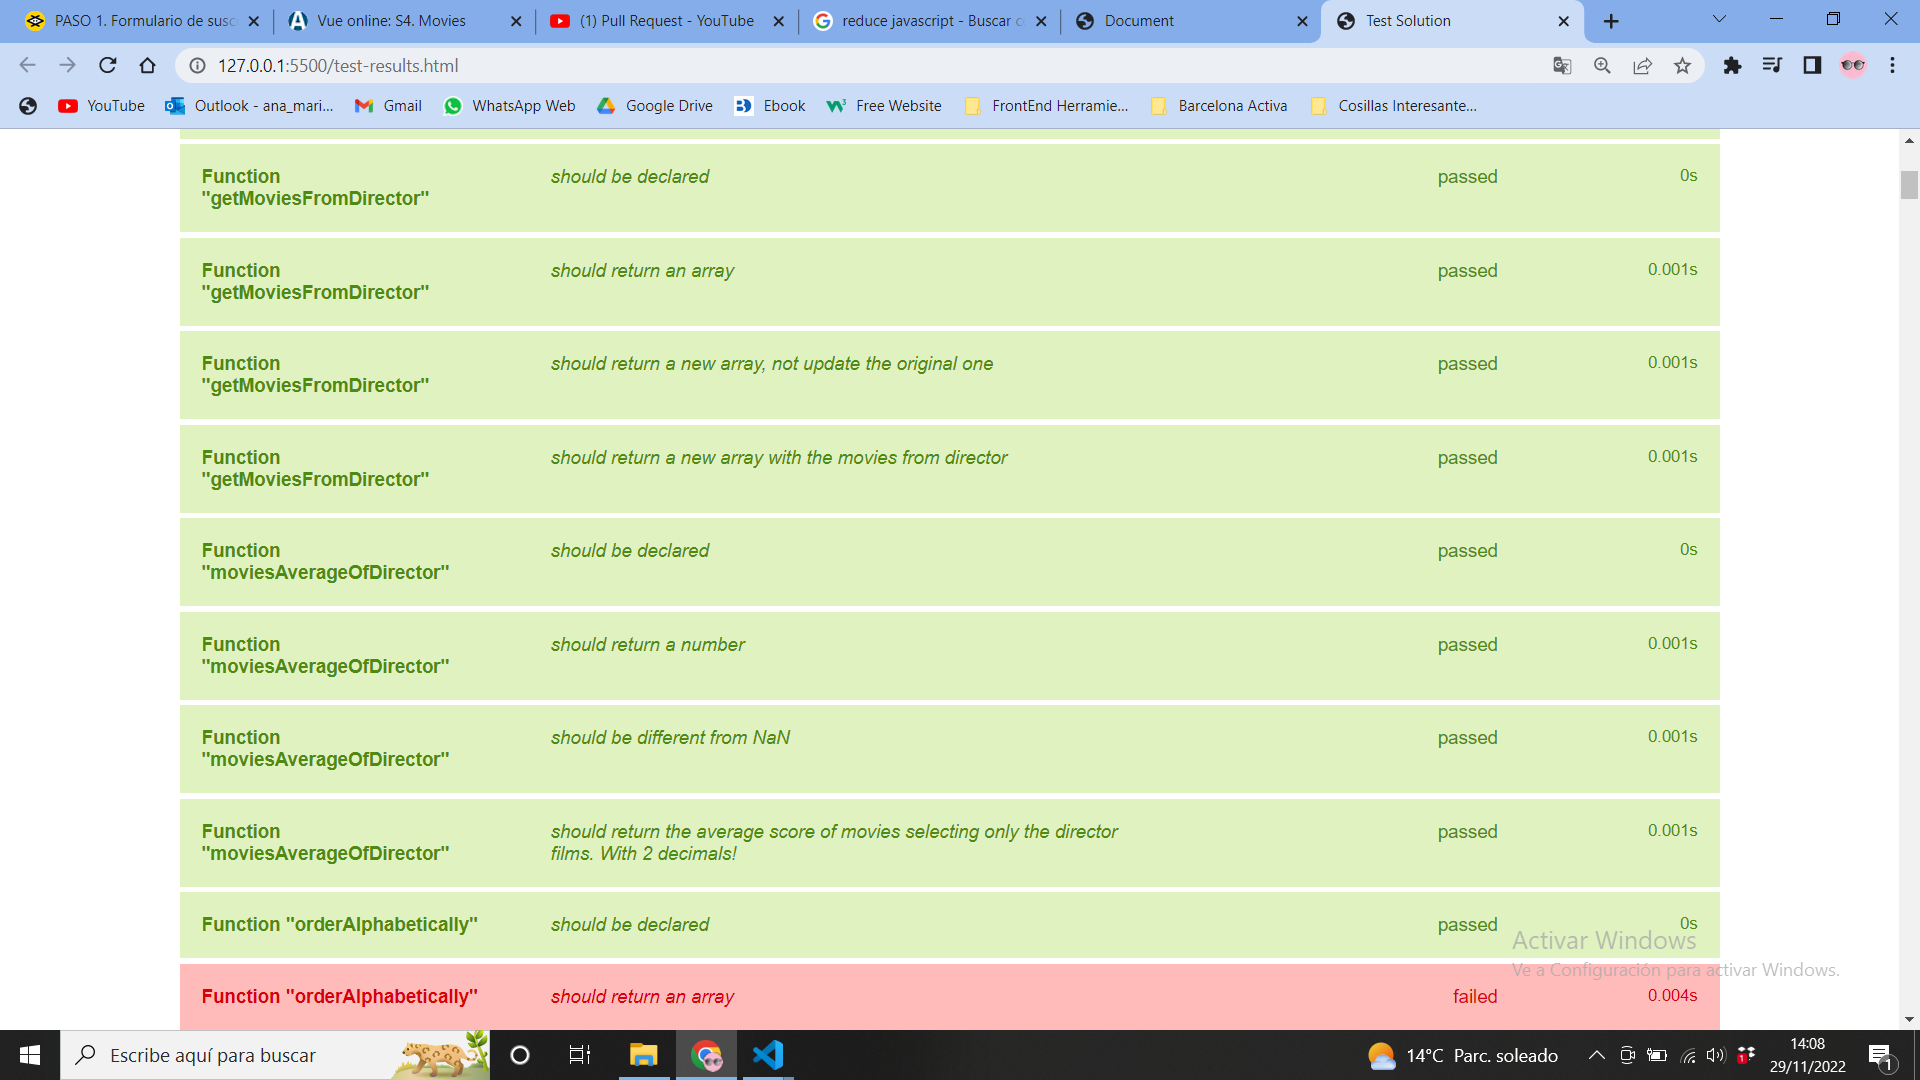 PASO 1. Formulario de susc
Vue online: S4. Movies
(1) Pull Request - YouTube
reduce javascript - Buscar c
Document
Test Solution
127.0.0.1:5500/test-results.html
YouTube
Outlook - ana_mari...
Gmail
WhatsApp Web
Google Drive
Ebook
Free Website
FrontEnd Herramie...
Barcelona Activa
Cosillas Interesante...
Function "getMoviesFromDirector"
should be declared
passed
0s
Function "getMoviesFromDirector"
should return an array
passed
0.001s
Function "getMoviesFromDirector"
should return a new array, not update the original one
passed
0.001s
Function "getMoviesFromDirector"
should return a new array with the movies from director
passed
0.001s
Function "moviesAverageOfDirector"
should be declared
passed
0s
Function "moviesAverageOfDirector"
should return a number
passed
0.001s
Function "moviesAverageOfDirector"
should be different from NaN
passed
0.001s
Function "moviesAverageOfDirector"
should return the average score of movies selecting only the director
films. With 2 decimals!
passed
0.001s
Function "orderAlphabetically"
should be declared
passed
0s
Activar Windows
Ve a Configuración para activar Windows.
Function "orderAlphabetically"
should return an array
failed
0.004s
Escribe aquí para buscar
14°C Parc. soleado
14:08
29/11/2022
1